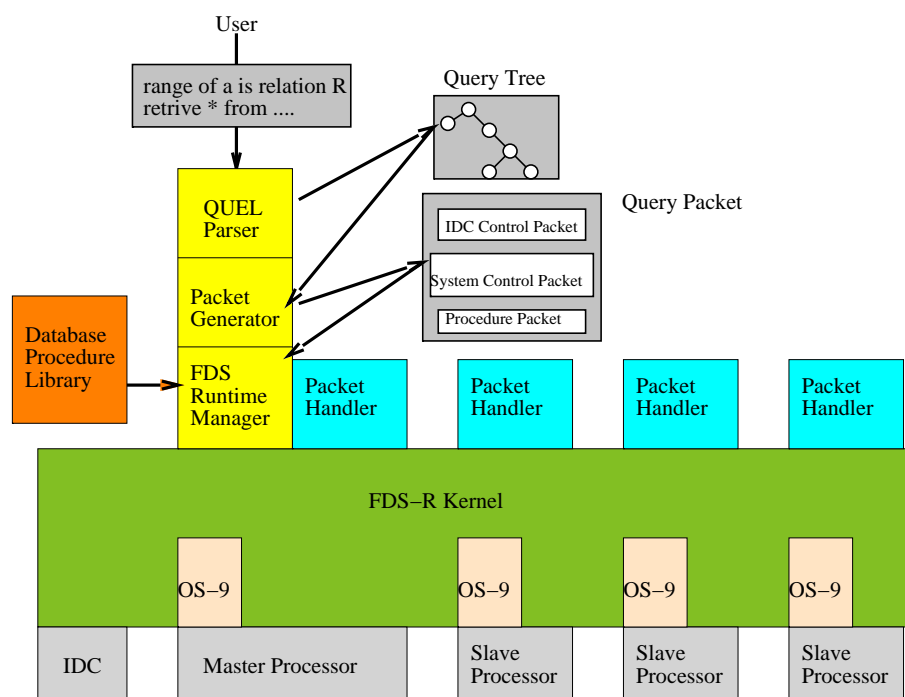 User
range of a is relation R
retrive * from ....
Query Tree
QUEL
Parser
Query Packet
IDC Control Packet
System Control Packet
Procedure Packet
Packet
Generator
Database
Procedure
Library
FDS
Runtime
Manager
Packet
Handler
Packet
Handler
Packet
Handler
Packet
Handler
FDS−R Kernel
OS−9
OS−9
OS−9
OS−9
IDC
Master Processor
Slave
Processor
Slave
Processor
Slave
Processor